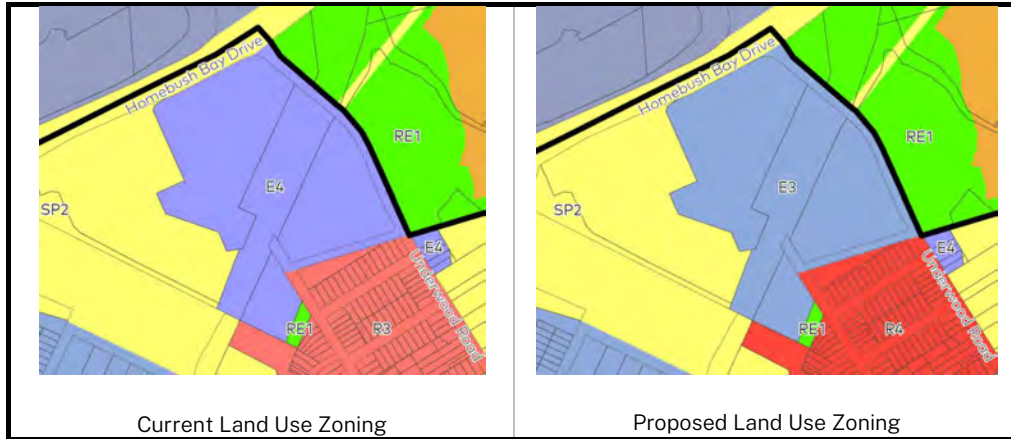 Homebush Bay Drive
RE1
E4
SP2
E4
Underwood Road
RE1
R3
Current Land Use Zoning
Homebush Bay Drive
RE1
E3
SP2
E4
Underwood Road
RE1
R4
Proposed Land Use Zoning